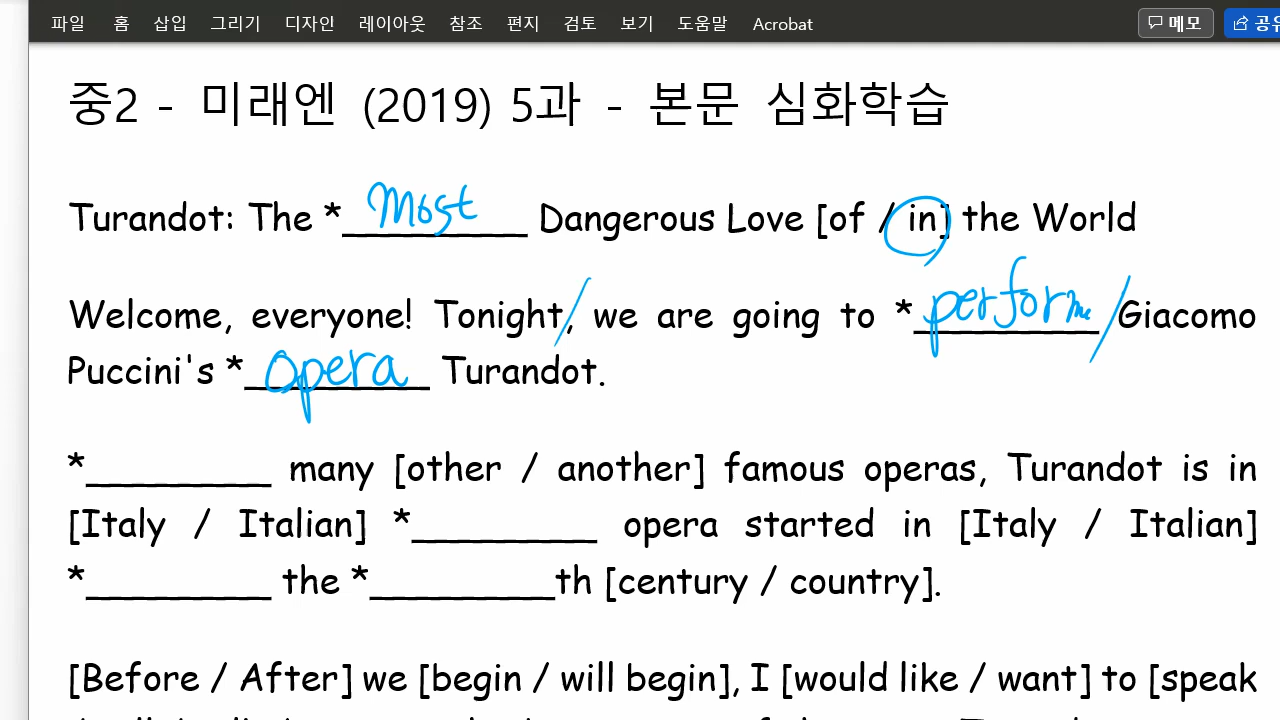 파일 홈 삽입 그리기 디자인 레이아웃 참조 편지 검토 보기 도움말 Acrobat 메모
중2 - 미래엔 (2019) 5과 - 본문 심화학습
Turandot: The *most Dangerous Love [of / in] the World
Welcome, everyone! Tonight, we are going to *perform Giacomo
Puccini's *opera Turandot.
*________ many [other / another] famous operas, Turandot is in
[Italy / Italian] *________ opera started in [Italy / Italian]
*________ the *________th [century / country].
[Before / After] we [begin / will begin], I [would like / want] to [speak